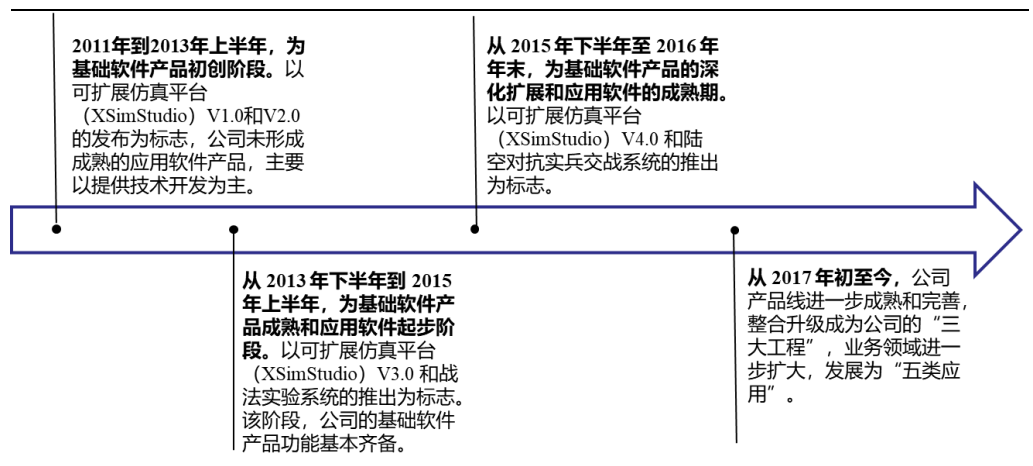 2011年到2013年上半年，为
基础软件产品初创阶段。以
可扩展仿真平台
（XSimStudio）V1.0和V2.0
的发布为标志，公司未形成
成熟的应用软件产品，主要
以提供技术开发为主。
从 2015 年下半年至 2016 年
年末，为基础软件产品的深
化扩展和应用软件的成熟期。
以可扩展仿真平台
（XSimStudio）V4.0 和陆
空对抗实兵交战系统的推出
为标志。
从 2013 年下半年到 2015
年上半年，为基础软件产
品成熟和应用软件起步阶
段。以可扩展仿真平台
（XSimStudio）V3.0 和战
法实验系统的推出为标志。
该阶段，公司的基础软件
产品功能基本齐备。
从 2017 年初至今，公司
产品线进一步成熟和完善，
整合升级成为公司的“三
大工程”，业务领域进一
步扩大，发展为“五类应
用”。